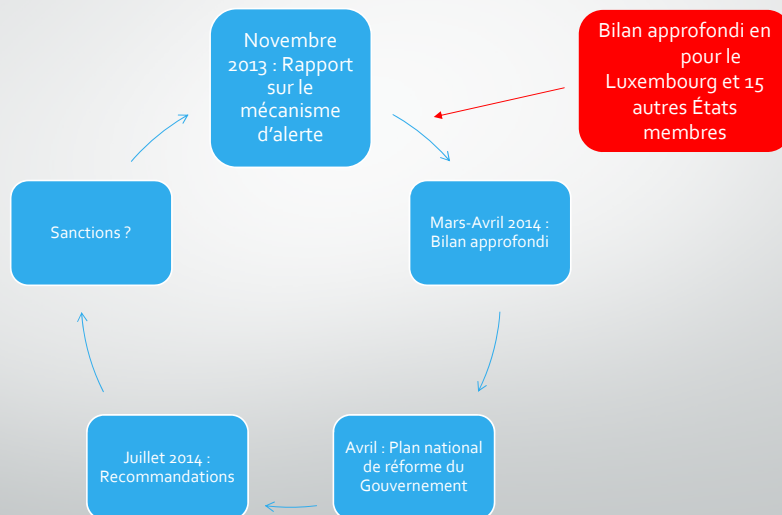 Novembre
2013 : Rapport
sur le
mécanisme
d'alerte
Bilan approfondi en
pour le
Luxembourg et 15
autres États
membres
Mars-Avril 2014 :
Bilan approfondi
Avril : Plan national
de réforme du
Gouvernement
Juillet 2014 :
Recommandations
Sanctions ?